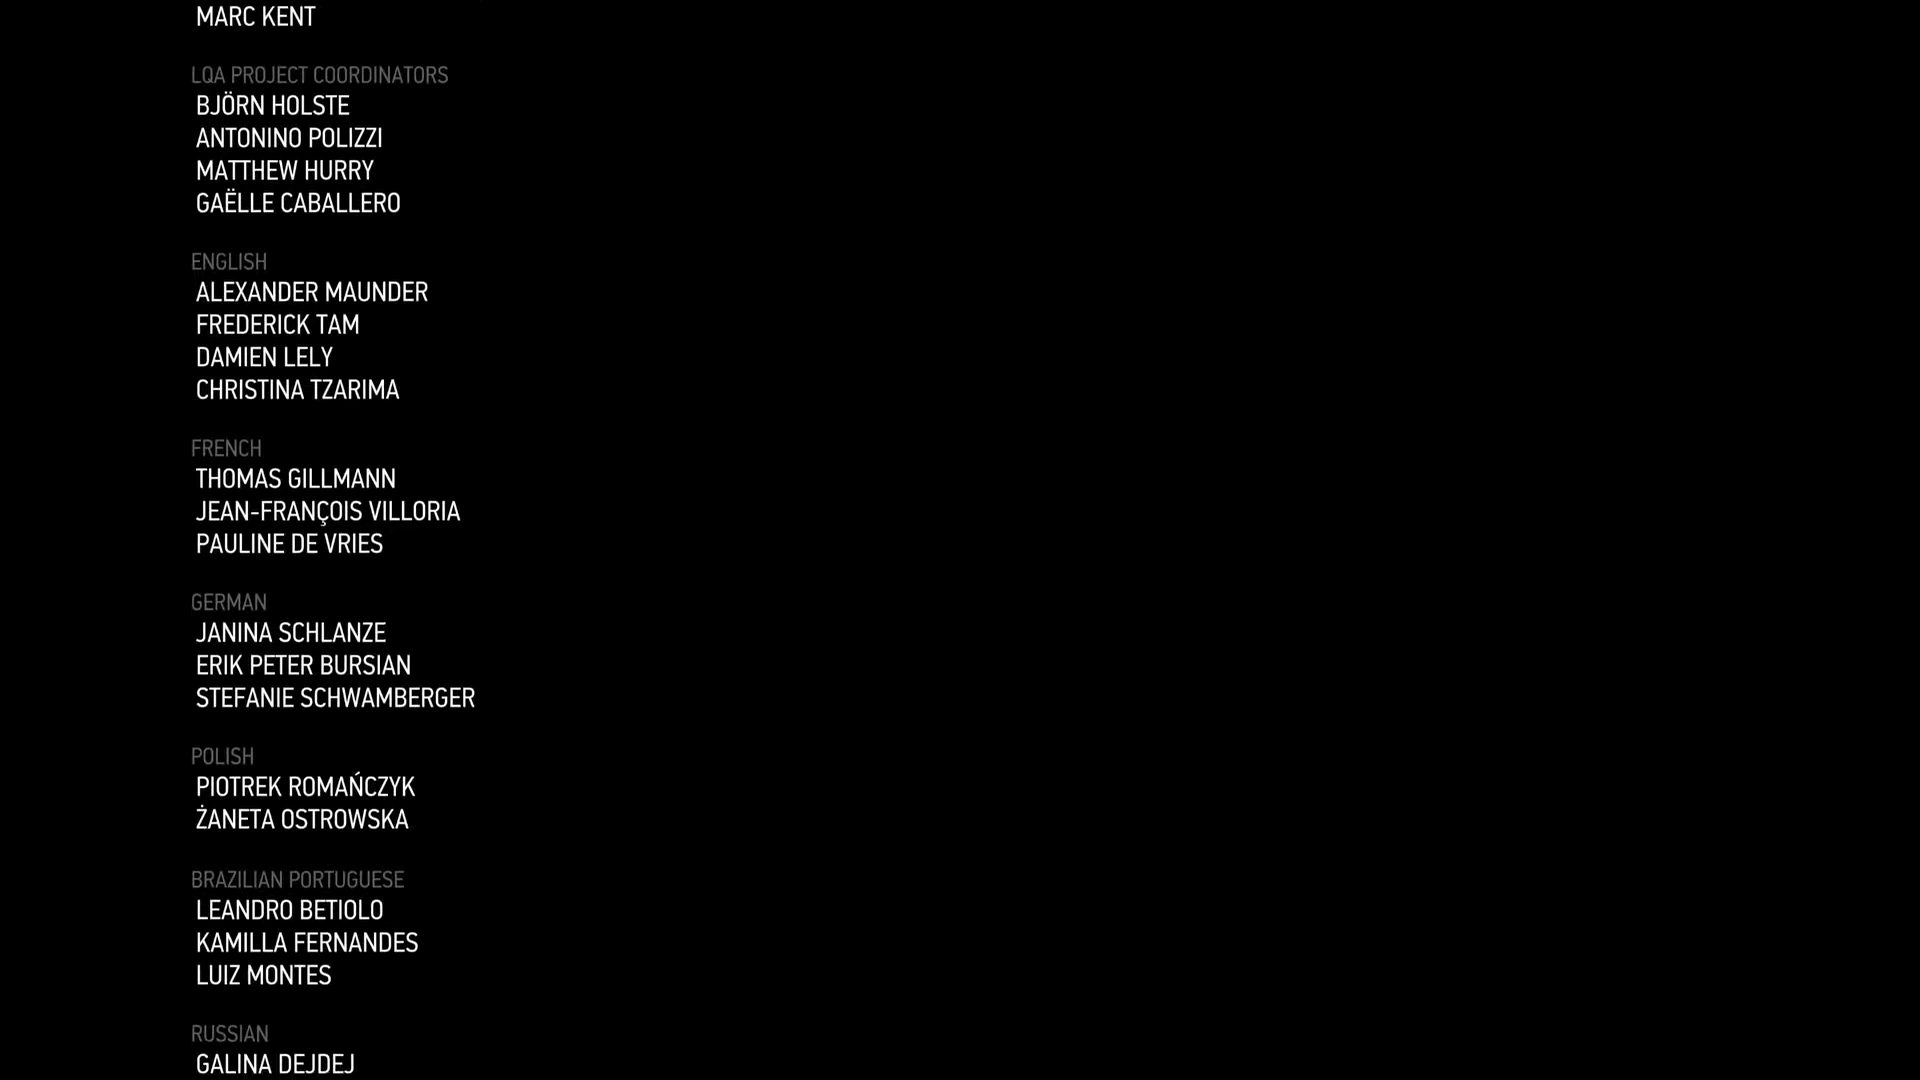 MARC KENT
LQA PROJECT COORDINATORS
BJÖRN HOLSTE
ANTONINO POLIZZI
MATTHEW HURRY
GAËLLE CABALLERO
ENGLISH
ALEXANDER MAUNDER
FREDERICK TAM
DAMIEN LELY
CHRISTINA TZARIMA
FRENCH
THOMAS GILLMANN
JEAN-FRANÇOIS VILLORIA
PAULINE DE VRIES
GERMAN
JANINA SCHLANZE
ERIK PETER BURSIAN
STEFANIE SCHWAMBERGER
POLISH
PIOTREK ROMAŃCZYK
ŻANETA OSTROWSKA
BRAZILIAN PORTUGUESE
LEANDRO BETIOLO
KAMILLA FERNANDES
LUIZ MONTES
RUSSIAN
GALINA DEJDEJ